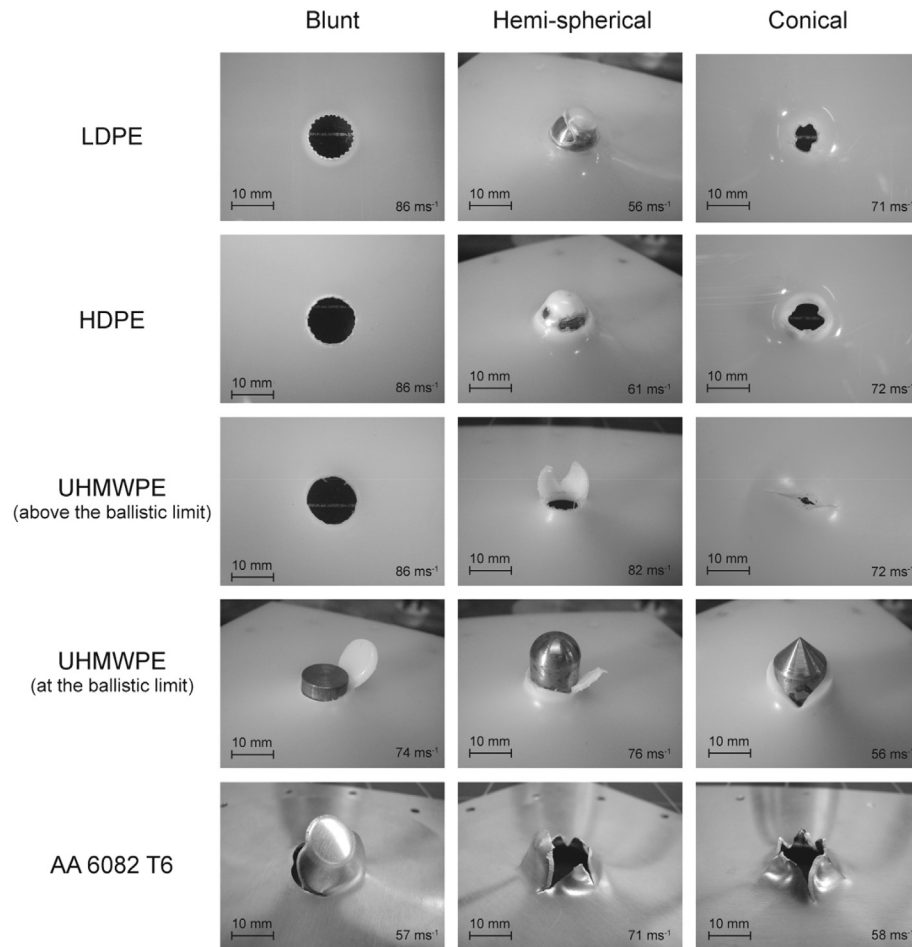 Blunt Hemi-spherical Conical
LDPE
10 mm 86 ms⁻¹ 10 mm 56 ms⁻¹ 10 mm 71 ms⁻¹
HDPE
10 mm 86 ms⁻¹ 10 mm 61 ms⁻¹ 10 mm 72 ms⁻¹
UHMWPE
(above the ballistic limit)
10 mm 86 ms⁻¹ 10 mm 82 ms⁻¹ 10 mm 72 ms⁻¹
UHMWPE
(at the ballistic limit)
10 mm 74 ms⁻¹ 10 mm 76 ms⁻¹ 10 mm 56 ms⁻¹
AA 6082 T6
10 mm 57 ms⁻¹ 10 mm 71 ms⁻¹ 10 mm 58 ms⁻¹